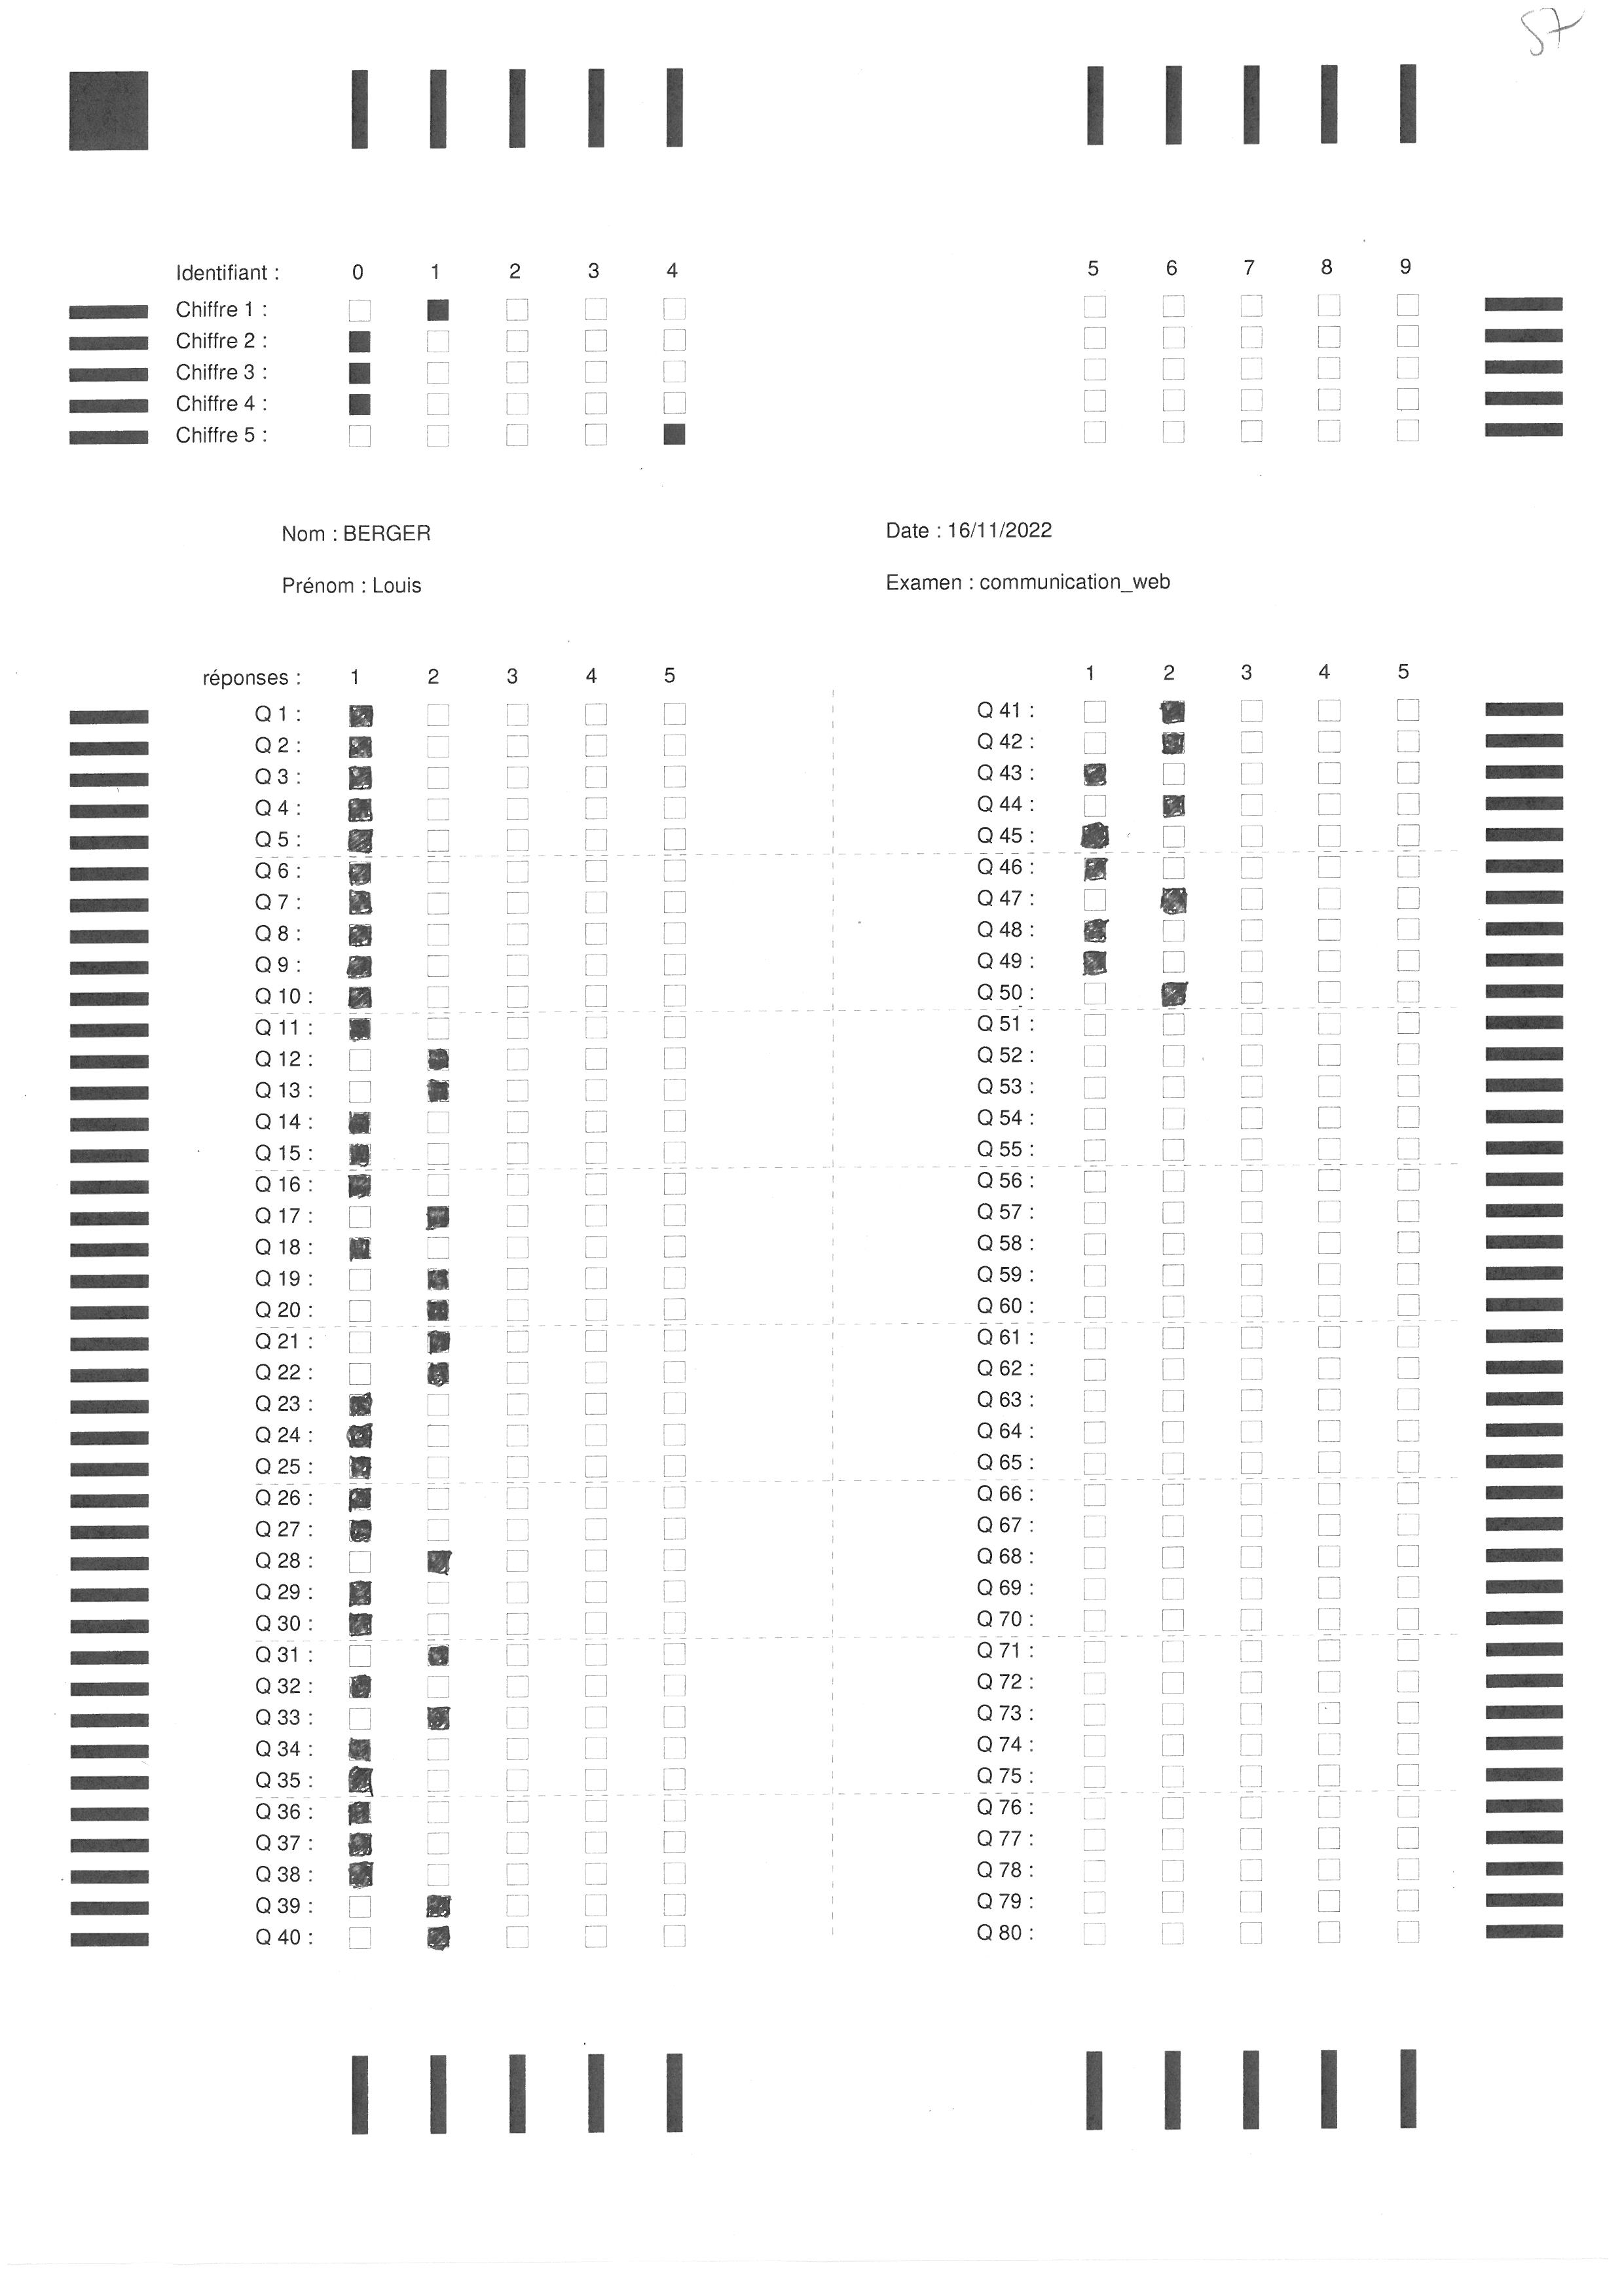 57
Identifiant : 0 1 2 3 4 5 6 7 8 9
Chiffre 1 :
Chiffre 2 :
Chiffre 3 :
Chiffre 4 :
Chiffre 5 :
Nom : BERGER
Date : 16/11/2022
Prénom : Louis
Examen : communication_web
réponses : 1 2 3 4 5
Q 1 :
Q 2 :
Q 3 :
Q 4 :
Q 5 :
Q 6 :
Q 7 :
Q 8 :
Q 9 :
Q 10 :
Q 11 :
Q 12 :
Q 13 :
Q 14 :
Q 15 :
Q 16 :
Q 17 :
Q 18 :
Q 19 :
Q 20 :
Q 21 :
Q 22 :
Q 23 :
Q 24 :
Q 25 :
Q 26 :
Q 27 :
Q 28 :
Q 29 :
Q 30 :
Q 31 :
Q 32 :
Q 33 :
Q 34 :
Q 35 :
Q 36 :
Q 37 :
Q 38 :
Q 39 :
Q 40 :
1 2 3 4 5
Q 41 :
Q 42 :
Q 43 :
Q 44 :
Q 45 :
Q 46 :
Q 47 :
Q 48 :
Q 49 :
Q 50 :
Q 51 :
Q 52 :
Q 53 :
Q 54 :
Q 55 :
Q 56 :
Q 57 :
Q 58 :
Q 59 :
Q 60 :
Q 61 :
Q 62 :
Q 63 :
Q 64 :
Q 65 :
Q 66 :
Q 67 :
Q 68 :
Q 69 :
Q 70 :
Q 71 :
Q 72 :
Q 73 :
Q 74 :
Q 75 :
Q 76 :
Q 77 :
Q 78 :
Q 79 :
Q 80 :